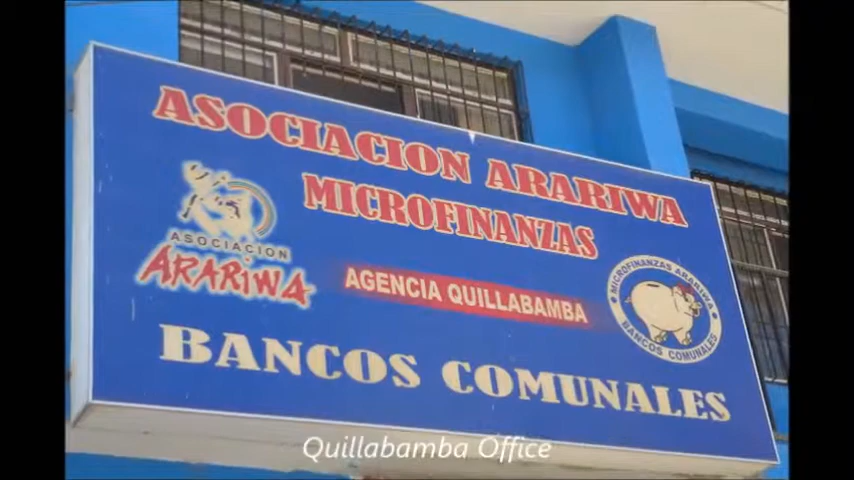 ASOCIACION ARARIWA
MICROFINANZAS
ASOCIACION
ARARIWA
AGENCIA QUILLABAMBA
MICROFINANZAS ARARIWA
BANCOS COMUNALES
BANCOS COMUNALES
Quillabamba Office